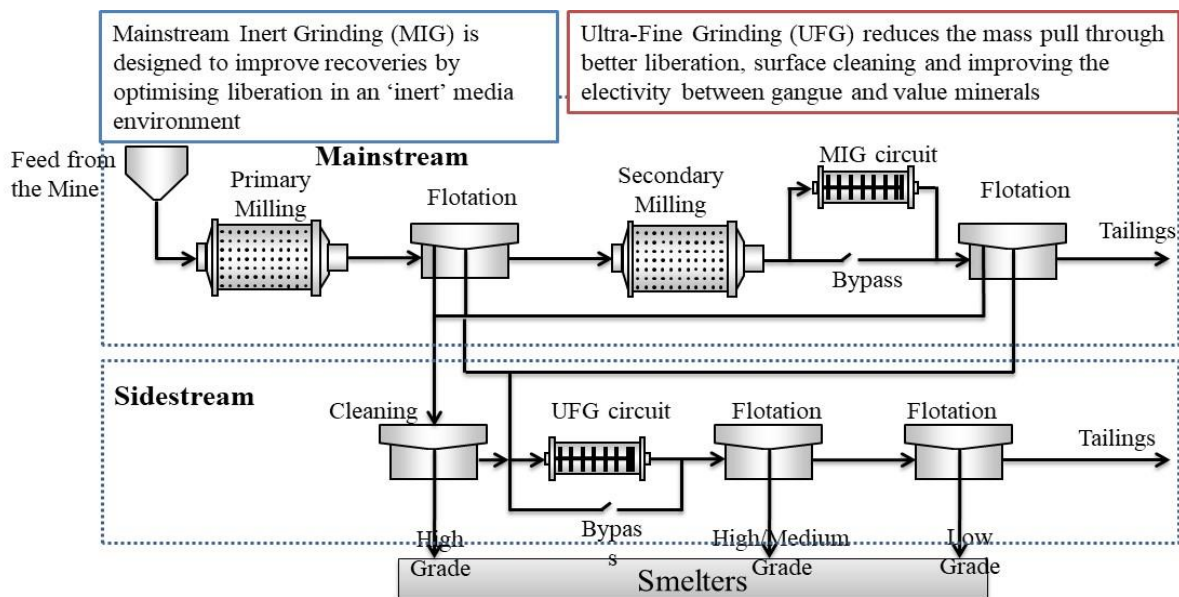 Mainstream Inert Grinding (MIG) is
designed to improve recoveries by
optimising liberation in an ‘inert’ media
environment
Ultra-Fine Grinding (UFG) reduces the mass pull through
better liberation, surface cleaning and improving the
electivity between gangue and value minerals
Feed from
the Mine
Mainstream
Primary
Milling
Flotation
Secondary
Milling
MIG circuit
Bypass
Flotation
Tailings
Sidestream
Cleaning
UFG circuit
Flotation
Flotation
Tailings
Bypas
s
High
Grade
High/Medium
Grade
Low
Grade
Smelters